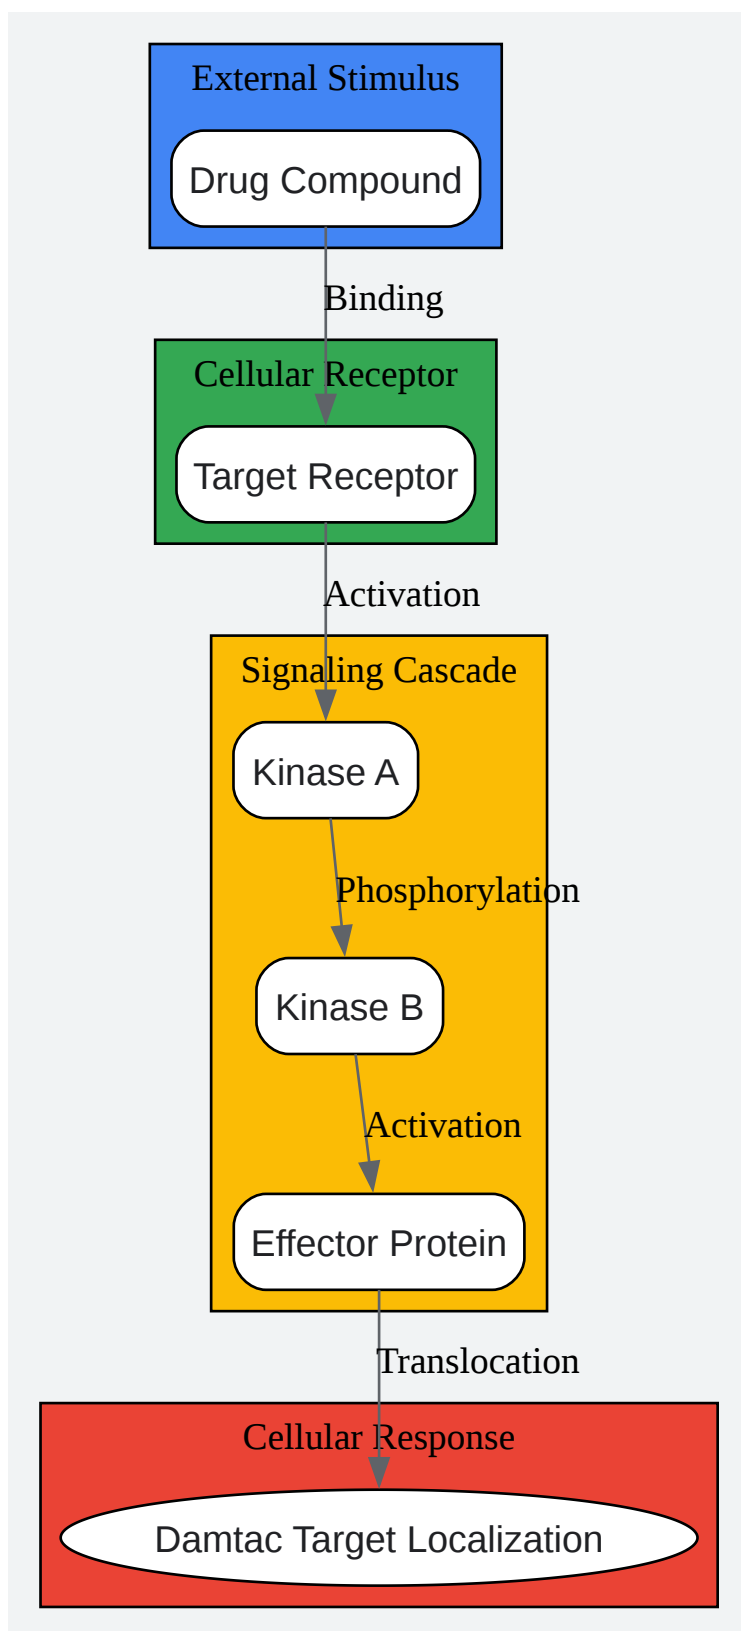 External Stimulus
Drug Compound
Binding
Cellular Receptor
Target Receptor
Activation
Signaling Cascade
Kinase A
Phosphorylation
Kinase B
Activation
Effector Protein
Translocation
Cellular Response
Damtac Target Localization